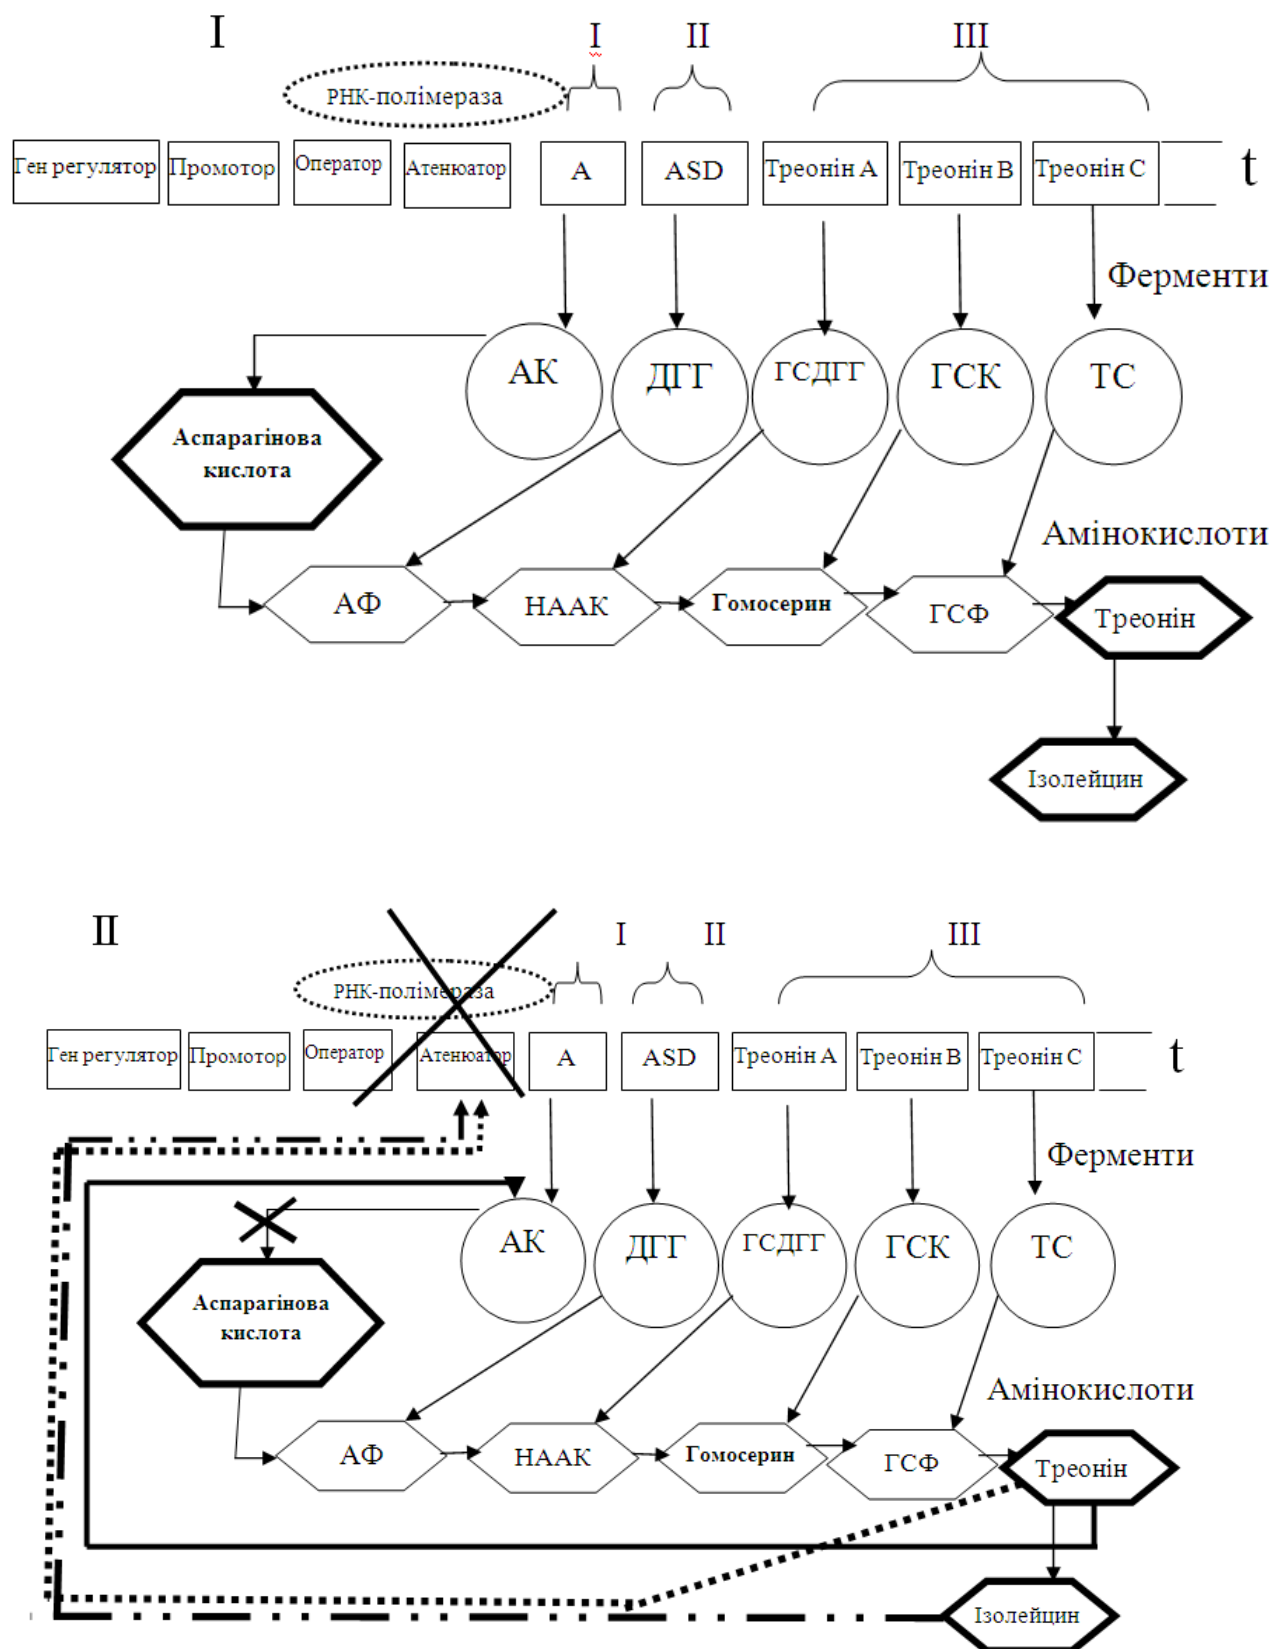 I
I
II
III
РНК-полімераза
Ген регулятор
Промотор
Оператор
Атенюатор
А
ASD
Треонін А
Треонін В
Треонін С
t
Ферменти
АК
ДГГ
ГСДГГ
ГСК
ТС
Аспарагінова
кислота
Амінокислоти
АФ
НААК
Гомосерин
ГСФ
Треонін
Ізолейцин
II
I
II
III
РНК-полімераза
Ген регулятор
Промотор
Оператор
Атенюатор
А
ASD
Треонін А
Треонін В
Треонін С
t
Ферменти
АК
ДГГ
ГСДГГ
ГСК
ТС
Аспарагінова
кислота
Амінокислоти
АФ
НААК
Гомосерин
ГСФ
Треонін
Ізолейцин